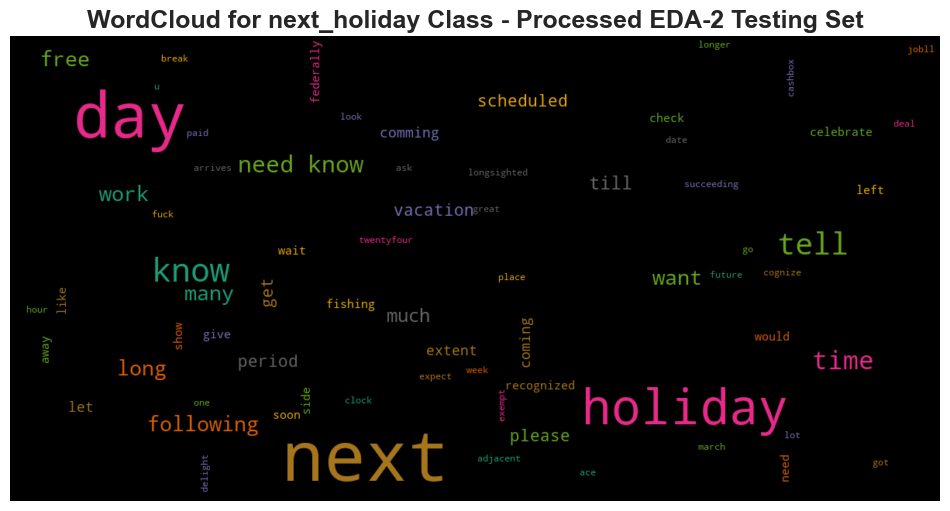 WordCloud for next_holiday Class - Processed EDA-2 Testing Set
longer
jobll
free
break
federally
cashbox
u
scheduled
day
look
check
deal
paid
comming
celebrate
date
need know
arrives
ask
longsighted
till
succeeding
left
work
vacation
great
fuck
twentyfour
tell
wait
go
know
place
want
future
cognize
many
get
like
fishing
hour
much
away
show
give
coming
would
long
period
extent
time
week
expect
recognized
let
one
side
clock
exempt
holiday
following
soon
please
lot
march
next
delight
adjacent
ace
need
got